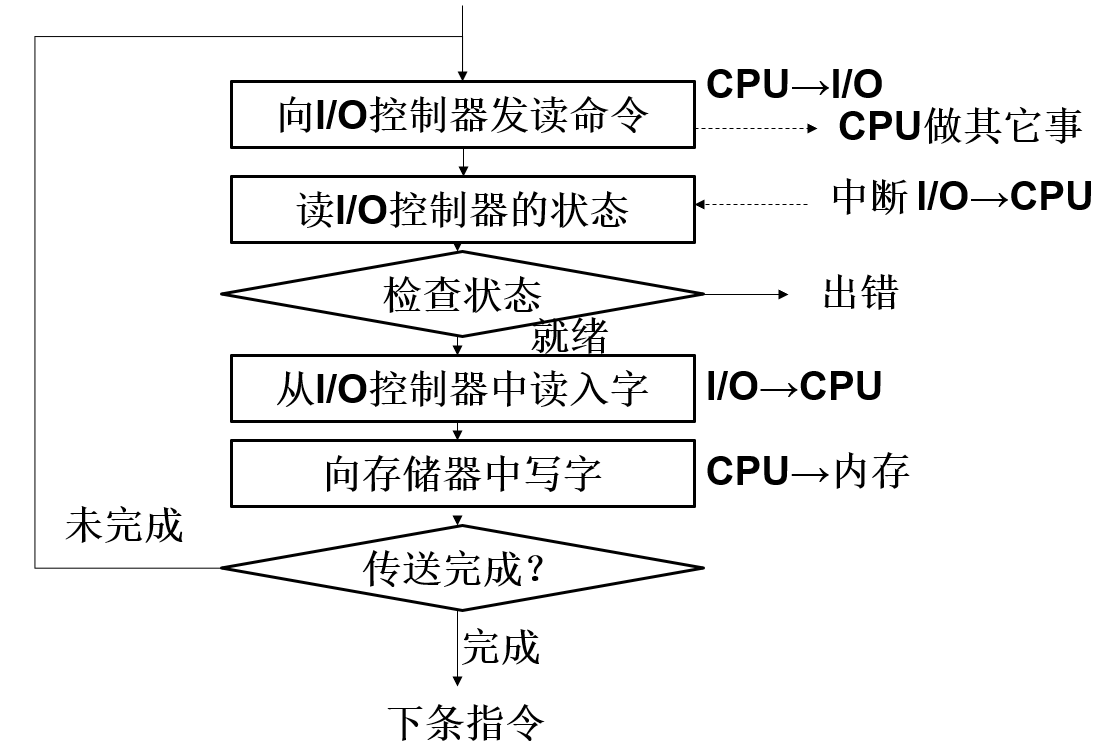 CPU→I/O
向I/O控制器发读命令
CPU做其它事
读I/O控制器的状态
中断 I/O→CPU
检查状态
出错
就绪
从I/O控制器中读入字
I/O→CPU
向存储器中写字
CPU→内存
未完成
传送完成?
完成
下条指令